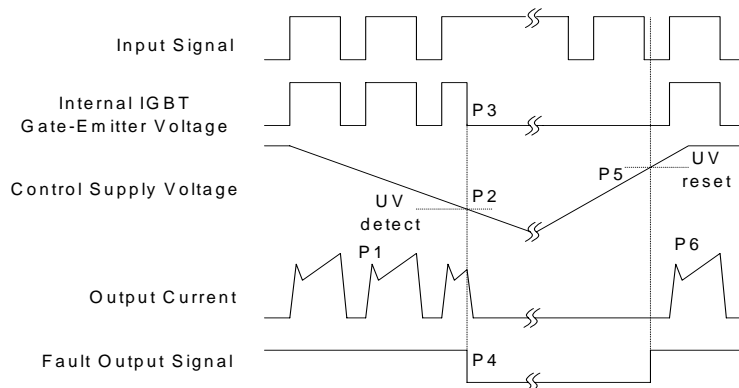 Input Signal
Internal IGBT
Gate-Emitter Voltage
P3
Control Supply Voltage
UV
detect
P2
P5
UV
reset
P1
P6
Output Current
Fault Output Signal
P4